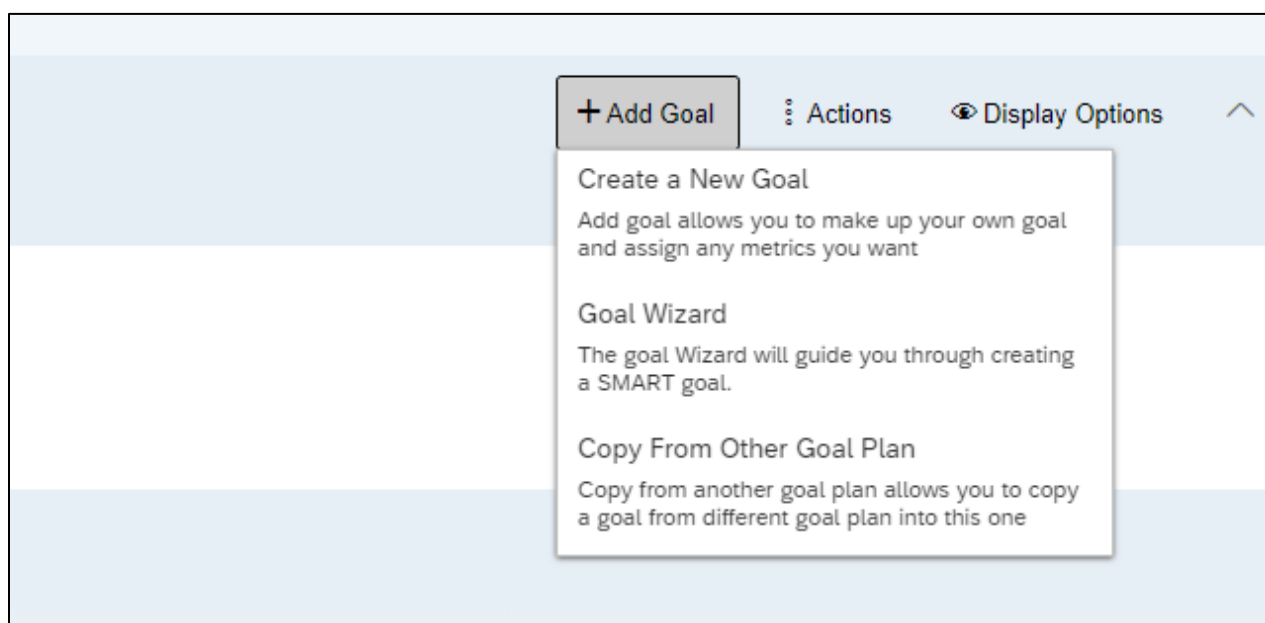 + Add Goal Actions Display Options
Create a New Goal
Add goal allows you to make up your own goal
and assign any metrics you want
Goal Wizard
The goal Wizard will guide you through creating
a SMART goal.
Copy From Other Goal Plan
Copy from another goal plan allows you to copy
a goal from different goal plan into this one